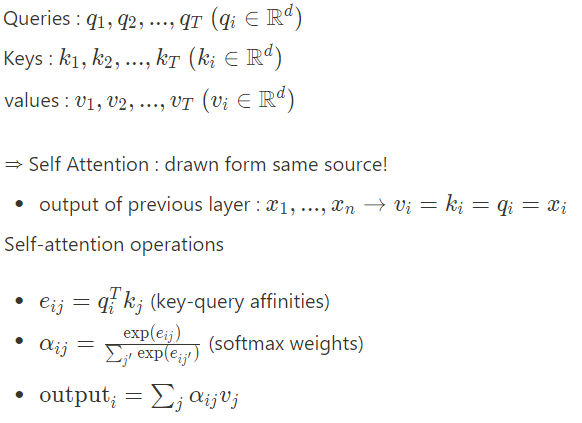 Queries : $q_1, q_2, ..., q_T \ (q_i \in \mathbb{R}^d)$
Keys : $k_1, k_2, ..., k_T \ (k_i \in \mathbb{R}^d)$
values : $v_1, v_2, ..., v_T \ (v_i \in \mathbb{R}^d)$
⇒ Self Attention : drawn form same source!
• output of previous layer : $x_1, ..., x_n \rightarrow v_i = k_i = q_i = x_i$
Self-attention operations
• $e_{ij} = q_i^T k_j$ (key-query affinities)
• $\alpha_{ij} = \frac{\exp(e_{ij})}{\sum_{j'} \exp(e_{ij'})}$ (softmax weights)
• $\text{output}_i = \sum_j \alpha_{ij} v_j$